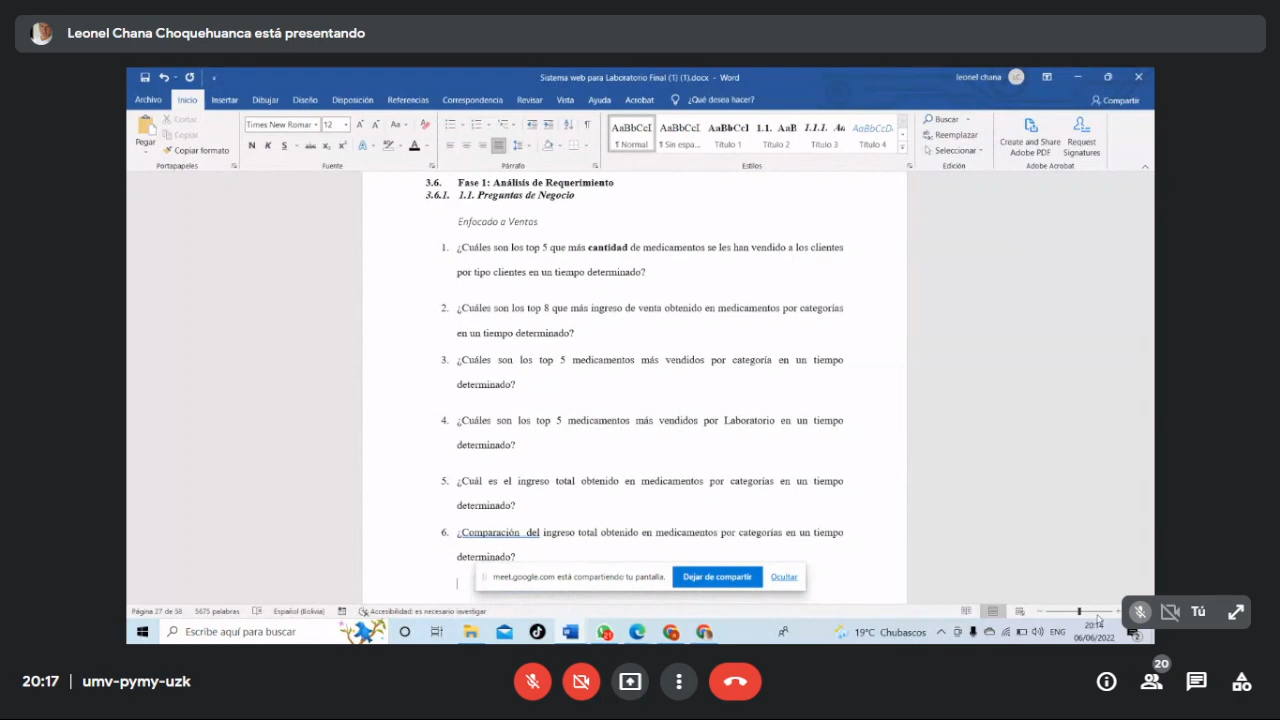 Leonel Chana Choquehuanca está presentando
Sistema web para Laboratorio Final (1) (1).docx - Word
leonel chana
LC
Archivo Inicio Insertar Dibujar Diseño Disposición Referencias Correspondencia Revisar Vista Ayuda Acrobat ¿Qué desea hacer? Compartir
Pegar
Cortar
Copiar
Copiar formato
Portapapeles
Times New Romar 12
N K S abc x₂ x²
Fuente
Párrafo
AaBbCcI AaBbCcI AaBbCcI 1.1. AaB 1.1.1. Aa AaBbCcD
¶ Normal ¶ Sin espa... Título 1 Título 2 Título 3 Título 4
Estilos
Buscar
Reemplazar
Seleccionar
Edición
Create and Share Adobe PDF
Request Signatures
Adobe Acrobat
3.6. Fase 1: Análisis de Requerimiento
3.6.1. 1.1. Preguntas de Negocio
Enfocado a Ventas
1. ¿Cuáles son los top 5 que más cantidad de medicamentos se les han vendido a los clientes
por tipo clientes en un tiempo determinado?
2. ¿Cuáles son los top 8 que más ingreso de venta obtenido en medicamentos por categorías
en un tiempo determinado?
3. ¿Cuáles son los top 5 medicamentos más vendidos por categoría en un tiempo
determinado?
4. ¿Cuáles son los top 5 medicamentos más vendidos por Laboratorio en un tiempo
determinado?
5. ¿Cuál es el ingreso total obtenido en medicamentos por categorías en un tiempo
determinado?
6. ¿Comparación del ingreso total obtenido en medicamentos por categorías en un tiempo
determinado?
meet.google.com está compartiendo tu pantalla. Dejar de compartir Ocultar
Página 27 de 58 5675 palabras Español (Bolivia) Accesibilidad: es necesario investigar
Tú
Escribe aquí para buscar
19°C Chubascos
ENG
20:14
06/06/2022
20:17 | umv-pymy-uzk
20